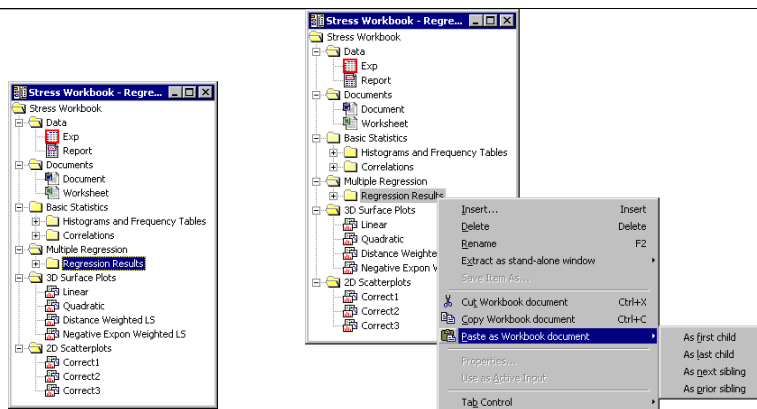 Stress Workbook - Regre...
Stress Workbook
Data
Exp
Report
Documents
Document
Worksheet
Basic Statistics
Histograms and Frequency Tables
Correlations
Multiple Regression
Regression Results
3D Surface Plots
Linear
Quadratic
Distance Weighted LS
Negative Expon Weighted LS
2D Scatterplots
Correct1
Correct2
Correct3
Stress Workbook - Regre...
Stress Workbook
Data
Exp
Report
Documents
Document
Worksheet
Basic Statistics
Histograms and Frequency Tables
Correlations
Multiple Regression
Regression Results
3D Surface Plots
Linear
Quadratic
Distance Weighte
Negative Expon
2D Scatterplots
Correct1
Correct2
Correct3
Insert... Insert
Delete Delete
Rename F2
Extract as stand-alone window
Save Item As...
Cut Workbook document Ctrl+X
Copy Workbook document Ctrl+C
Paste as Workbook document
Properties...
Use as Active Input
Tab Control
As first child
As last child
As next sibling
As prior sibling